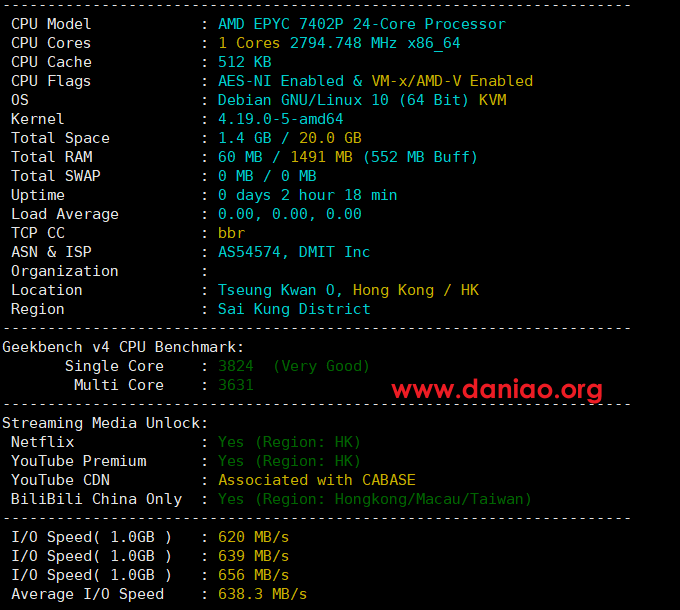 ----------------------------------------------------------------------
CPU Model : AMD EPYC 7402P 24-Core Processor
CPU Cores : 1 Cores 2794.748 MHz x86_64
CPU Cache : 512 KB
CPU Flags : AES-NI Enabled & VM-x/AMD-V Enabled
OS : Debian GNU/Linux 10 (64 Bit) KVM
Kernel : 4.19.0-5-amd64
Total Space : 1.4 GB / 20.0 GB
Total RAM : 60 MB / 1491 MB (552 MB Buff)
Total SWAP : 0 MB / 0 MB
Uptime : 0 days 2 hour 18 min
Load Average : 0.00, 0.00, 0.00
TCP CC : bbr
ASN & ISP : AS54574, DMIT Inc
Organization :
Location : Tseung Kwan O, Hong Kong / HK
Region : Sai Kung District
----------------------------------------------------------------------
Geekbench v4 CPU Benchmark:
Single Core : 3824 (Very Good)
Multi Core : 3631
www.daniao.org
----------------------------------------------------------------------
Streaming Media Unlock:
Netflix : Yes (Region: HK)
YouTube Premium : Yes (Region: HK)
YouTube CDN : Associated with CABASE
BiliBili China Only : Yes (Region: Hongkong/Macau/Taiwan)
----------------------------------------------------------------------
I/O Speed( 1.0GB ) : 620 MB/s
I/O Speed( 1.0GB ) : 639 MB/s
I/O Speed( 1.0GB ) : 656 MB/s
Average I/O Speed : 638.3 MB/s